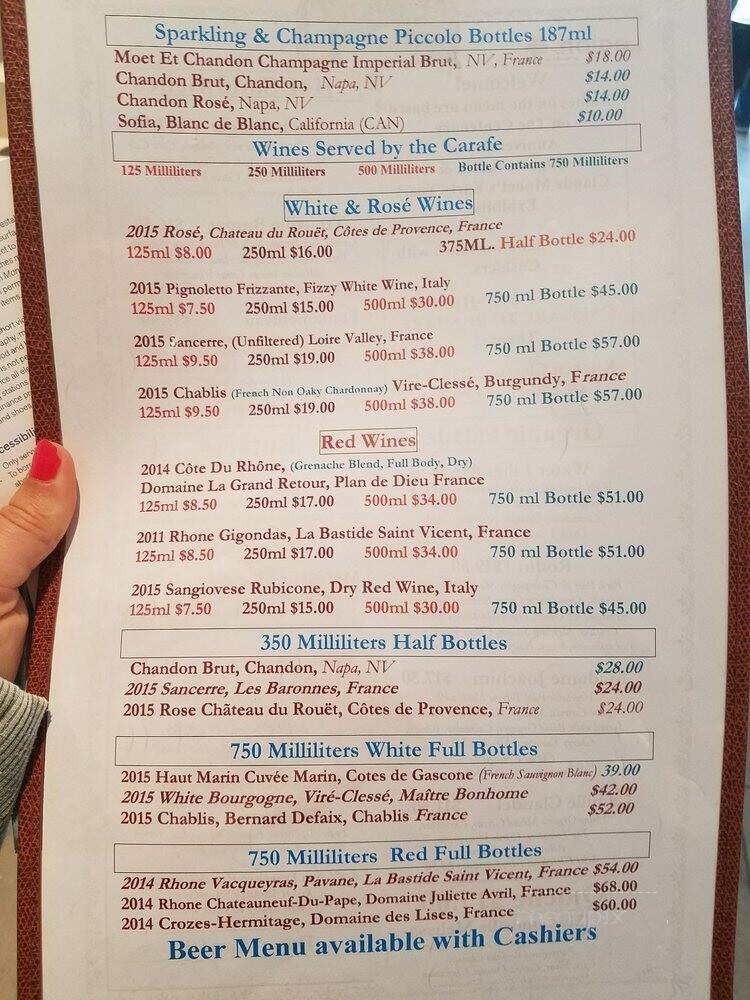 Sparkling & Champagne Piccolo Bottles 187ml
Moet Et Chandon Champagne Imperial Brut, NV, France $18.00
Chandon Brut, Chandon, Napa, NV $14.00
Chandon Rosé, Napa, NV $14.00
Sofia, Blanc de Blanc, California (CAN) $10.00
Wines Served by the Carafe
125 Milliliters 250 Milliliters 500 Milliliters Bottle Contains 750 Milliliters
White & Rosé Wines
2015 Rosé, Chateau du Rouët, Côtes de Provence, France
125ml $8.00 250ml $16.00 375ML. Half Bottle $24.00
2015 Pignoletto Frizzante, Fizzy White Wine, Italy
125ml $7.50 250ml $15.00 500ml $30.00 750 ml Bottle $45.00
2015 Sancerre, (Unfiltered) Loire Valley, France
125ml $9.50 250ml $19.00 500ml $38.00 750 ml Bottle $57.00
2015 Chablis (French Non Oaky Chardonnay) Vire-Clessé, Burgundy, France
125ml $9.50 250ml $19.00 500ml $38.00 750 ml Bottle $57.00
Red Wines
2014 Côte Du Rhône, (Grenache Blend, Full Body, Dry)
Domaine La Grand Retour, Plan de Dieu France
125ml $8.50 250ml $17.00 500ml $34.00 750 ml Bottle $51.00
2011 Rhone Gigondas, La Bastide Saint Vicent, France
125ml $8.50 250ml $17.00 500ml $34.00 750 ml Bottle $51.00
2015 Sangiovese Rubicone, Dry Red Wine, Italy
125ml $7.50 250ml $15.00 500ml $30.00 750 ml Bottle $45.00
350 Milliliters Half Bottles
Chandon Brut, Chandon, Napa, NV $28.00
2015 Sancerre, Les Baronnes, France $24.00
2015 Rose Chãteau du Rouët, Côtes de Provence, France $24.00
750 Milliliters White Full Bottles
2015 Haut Marin Cuvée Marin, Cotes de Gascone (French Sauvignon Blanc) 39.00
2015 White Bourgogne, Viré-Clessé, Maître Bonhome $42.00
2015 Chablis, Bernard Defaix, Chablis France $52.00
750 Milliliters Red Full Bottles
2014 Rhone Vacqueyras, Pavane, La Bastide Saint Vicent, France $54.00
2014 Rhone Chateauneuf-Du-Pape, Domaine Juliette Avril, France $68.00
2014 Crozes-Hermitage, Domaine des Lises, France $60.00
Beer Menu available with Cashiers